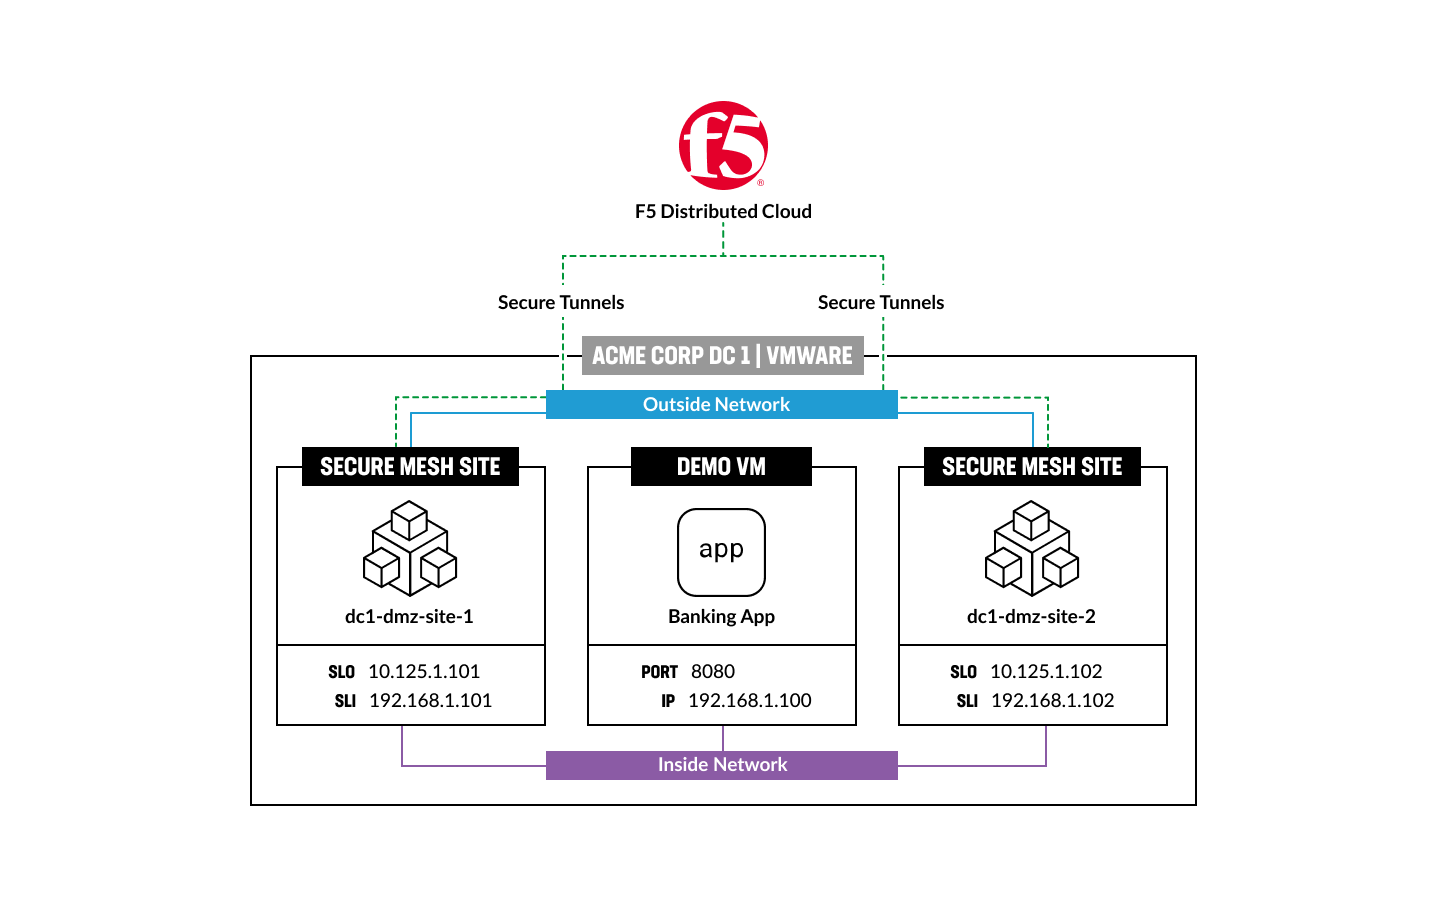 f5
®
F5 Distributed Cloud
Secure Tunnels
Secure Tunnels
ACME CORP DC 1 | VMWARE
Outside Network
SECURE MESH SITE
dc1-dmz-site-1
SLO 10.125.1.101
SLI 192.168.1.101
DEMO VM
app
Banking App
PORT 8080
IP 192.168.1.100
SECURE MESH SITE
dc1-dmz-site-2
SLO 10.125.1.102
SLI 192.168.1.102
Inside Network